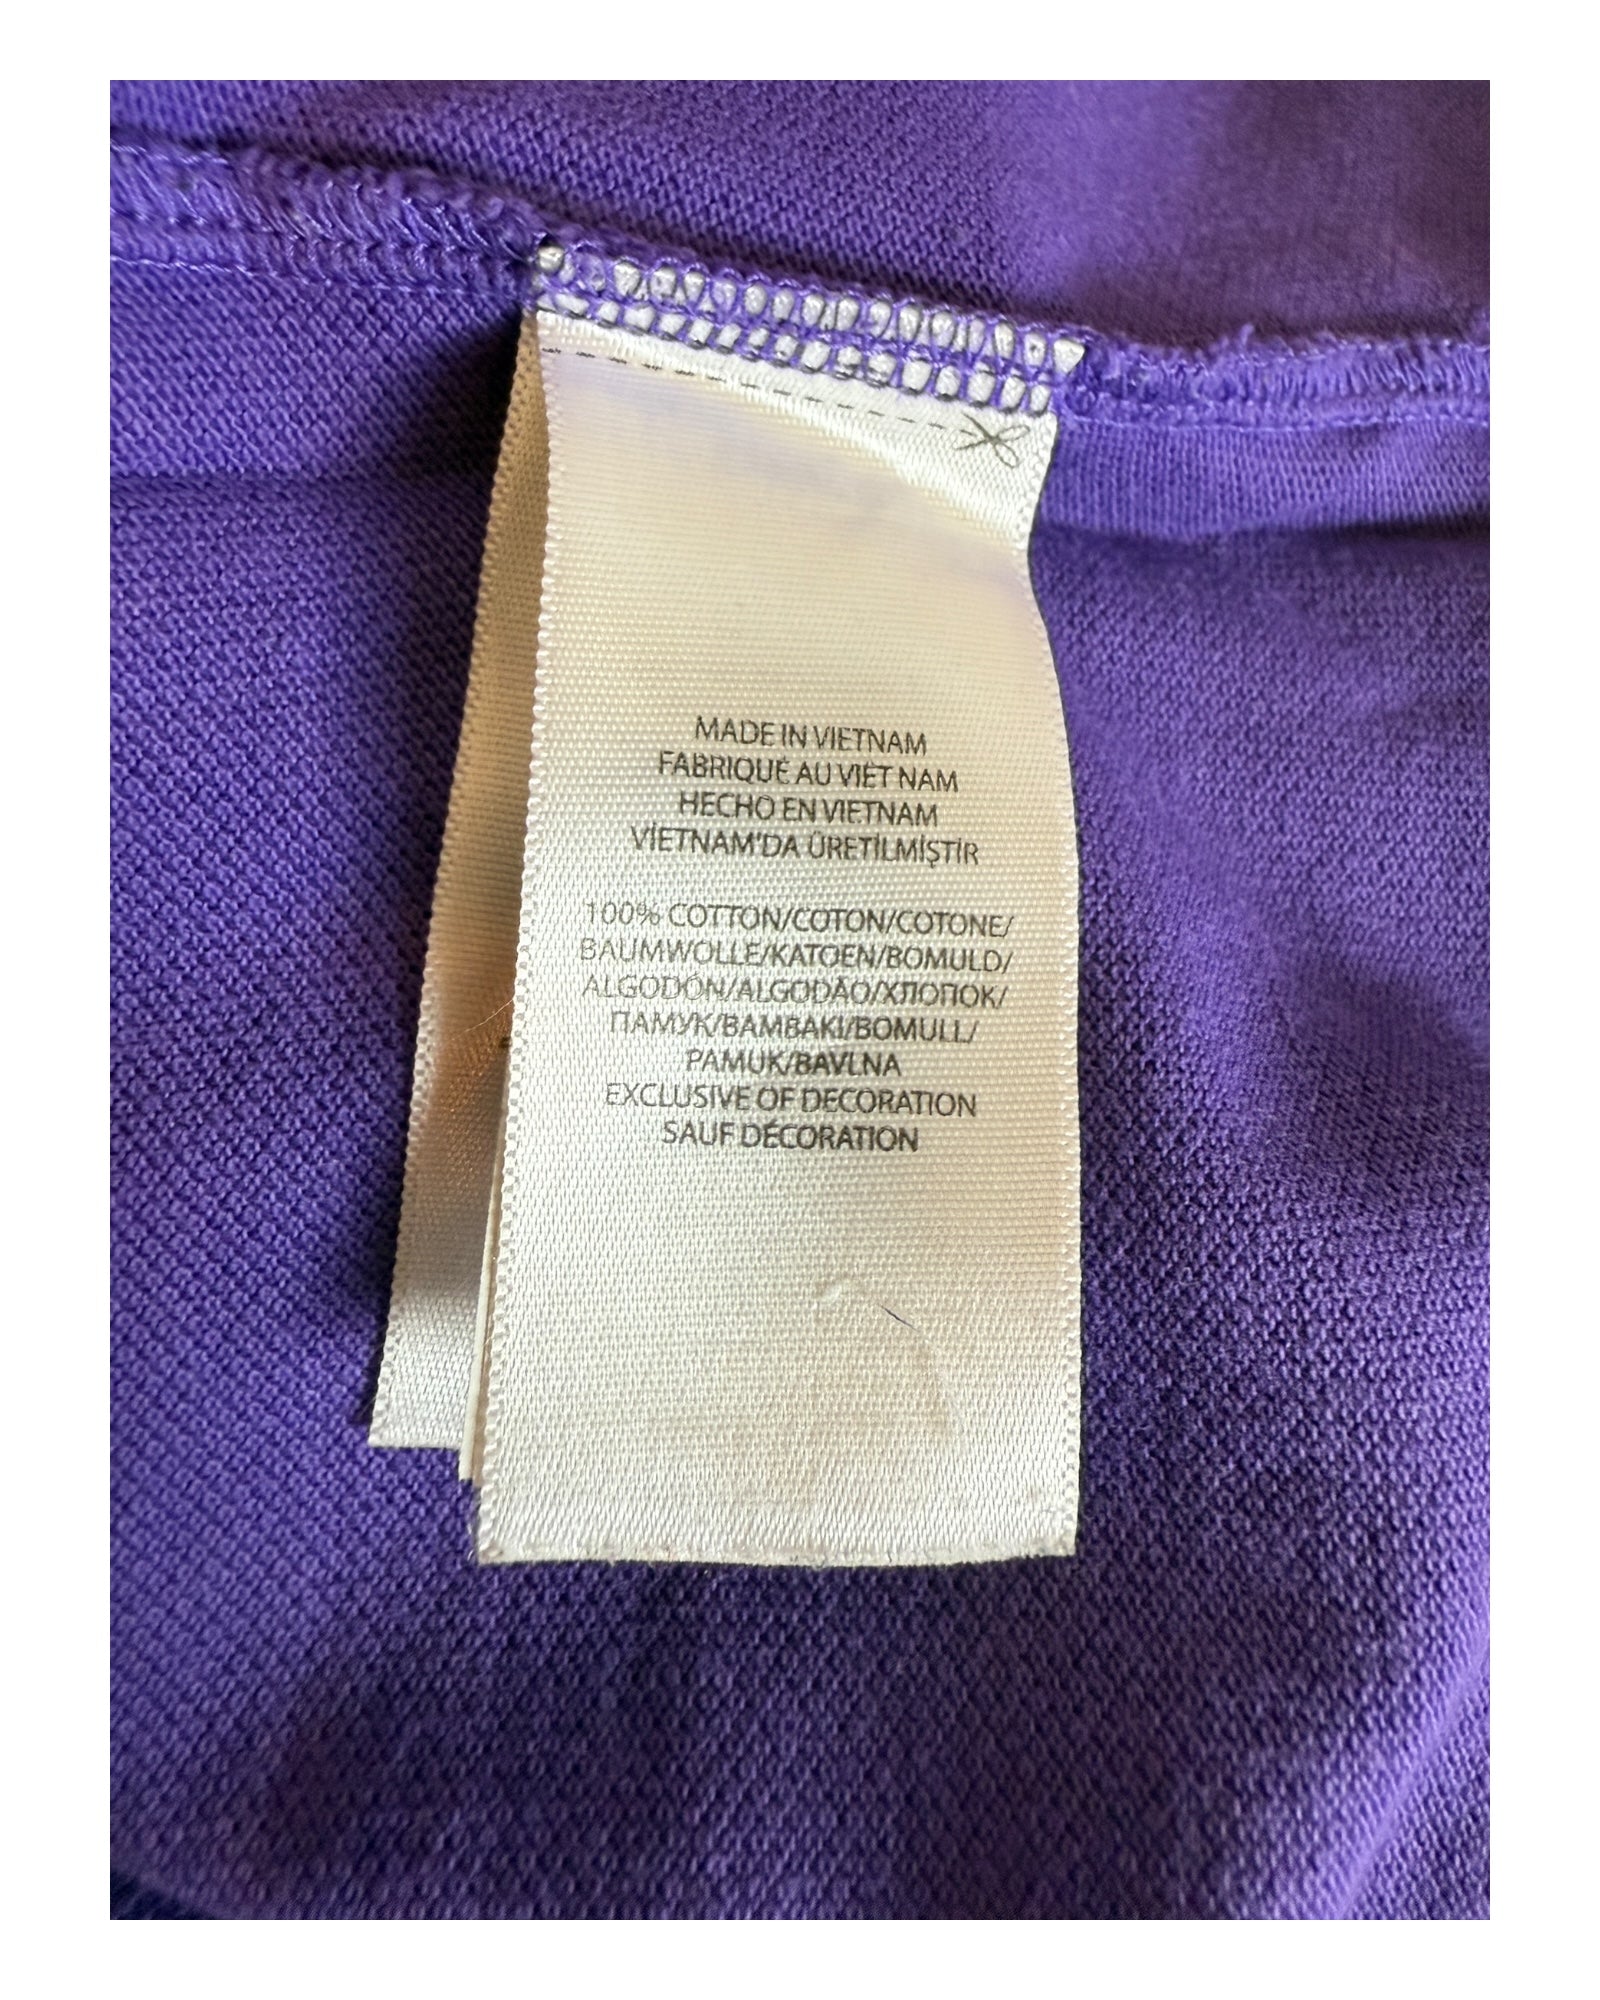 MADE IN VIETNAM
FABRIQUÉ AU VIÊT NAM
HECHO EN VIETNAM
VİETNAM'DA ÜRETİLMİŞTİR
100% COTTON/COTON/COTONE/
BAUMWOLLE/KATOEN/BOMULD/
ALGODÓN/ALGODÃO/ХЛОПОК/
ПАМУК/ΒΑΜΒΑΚΙ/BOMULL/
PAMUK/BAVLNA
EXCLUSIVE OF DECORATION
SAUF DÉCORATION